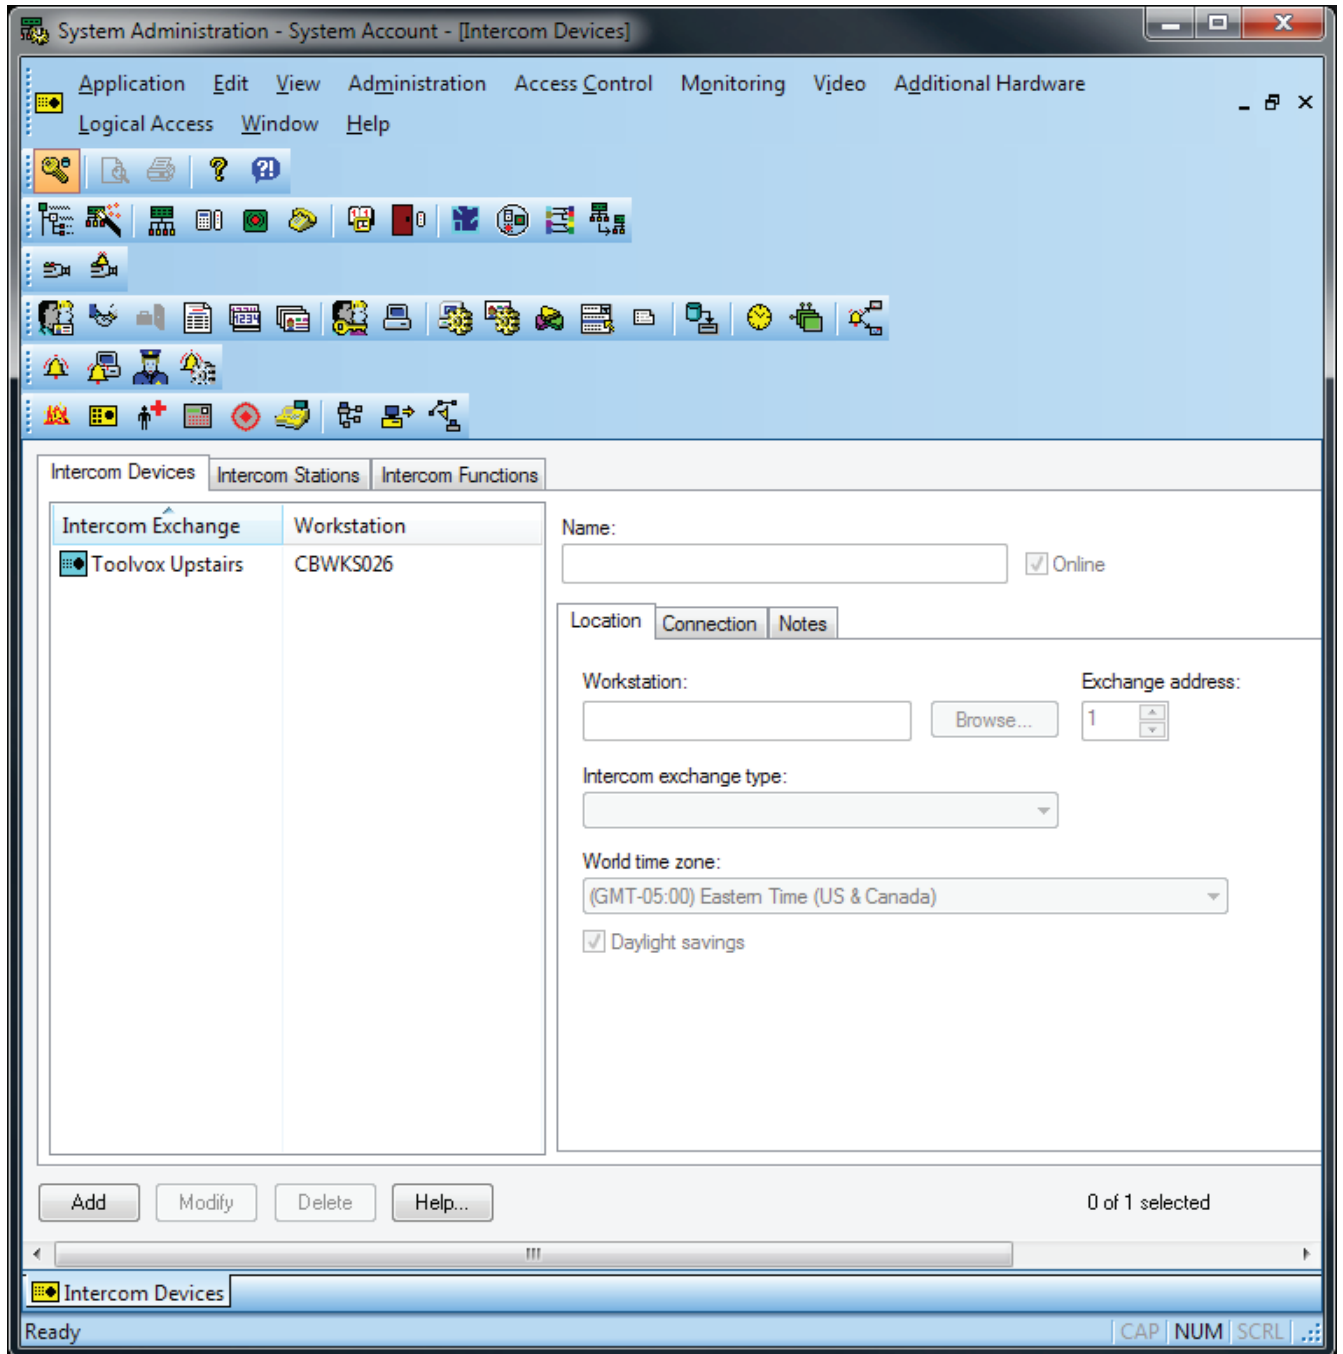 System Administration - System Account - [Intercom Devices]
Application Edit View Administration Access Control Monitoring Video Additional Hardware
Logical Access Window Help
Intercom Devices Intercom Stations Intercom Functions
Intercom Exchange Workstation
Toolvox Upstairs CBWKS026
Name:
Online
Location Connection Notes
Workstation: Exchange address:
Browse... 1
Intercom exchange type:
World time zone:
(GMT-05:00) Eastern Time (US & Canada)
Daylight savings
Add Modify Delete Help... 0 of 1 selected
Intercom Devices
Ready CAP NUM SCRL